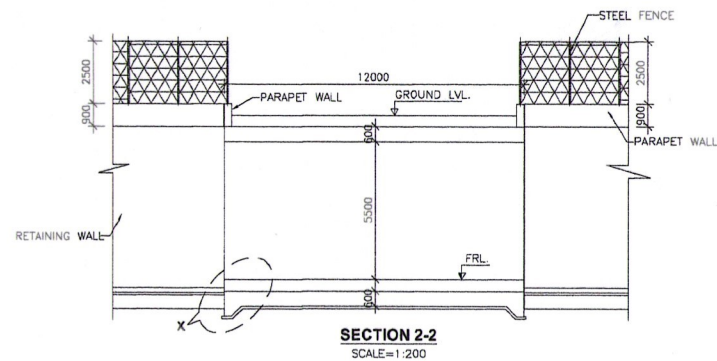 STEEL FENCE
2500
12000
2500
PARAPET WALL
GROUND LVL.
900
900
600
PARAPET WALL
5500
RETAINING WALL
FRL.
600
X
SECTION 2-2
SCALE=1:200